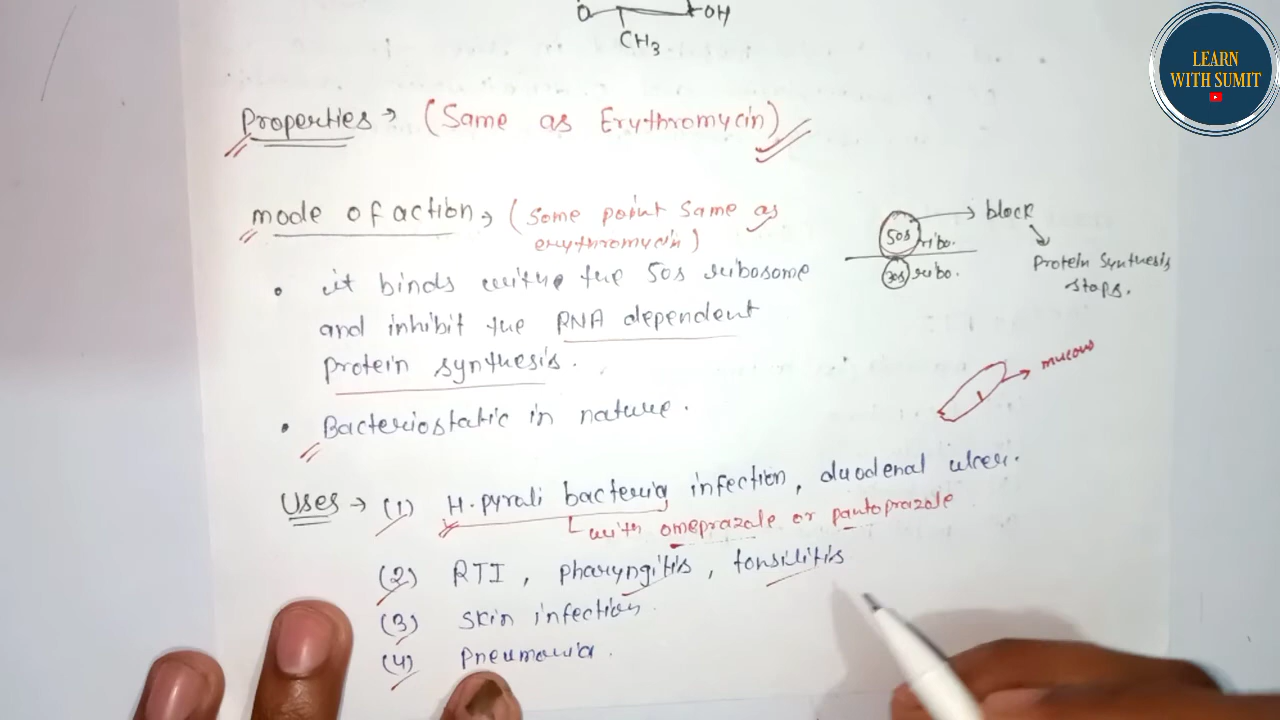 O
OH
CH3
LEARN
WITH SUMIT
Properties → (Same as Erythromycin)
mode of action → (Some point same as
erythromycin)
50s ribo.
30s ribo.
→ block
Protein Synthesis
stops.
• it binds with the 50s ribosome
and inhibit the RNA dependent
Protein synthesis.
→ mucous
• Bacteriostatic in nature.
Uses → (1) H. pyrali bacteria infection, duodenal ulcer.
with omeprazole or pantoprazole
(2) RTI, pharyngitis, tonsilitis
(3) Skin infection.
(4) Pneumonia.